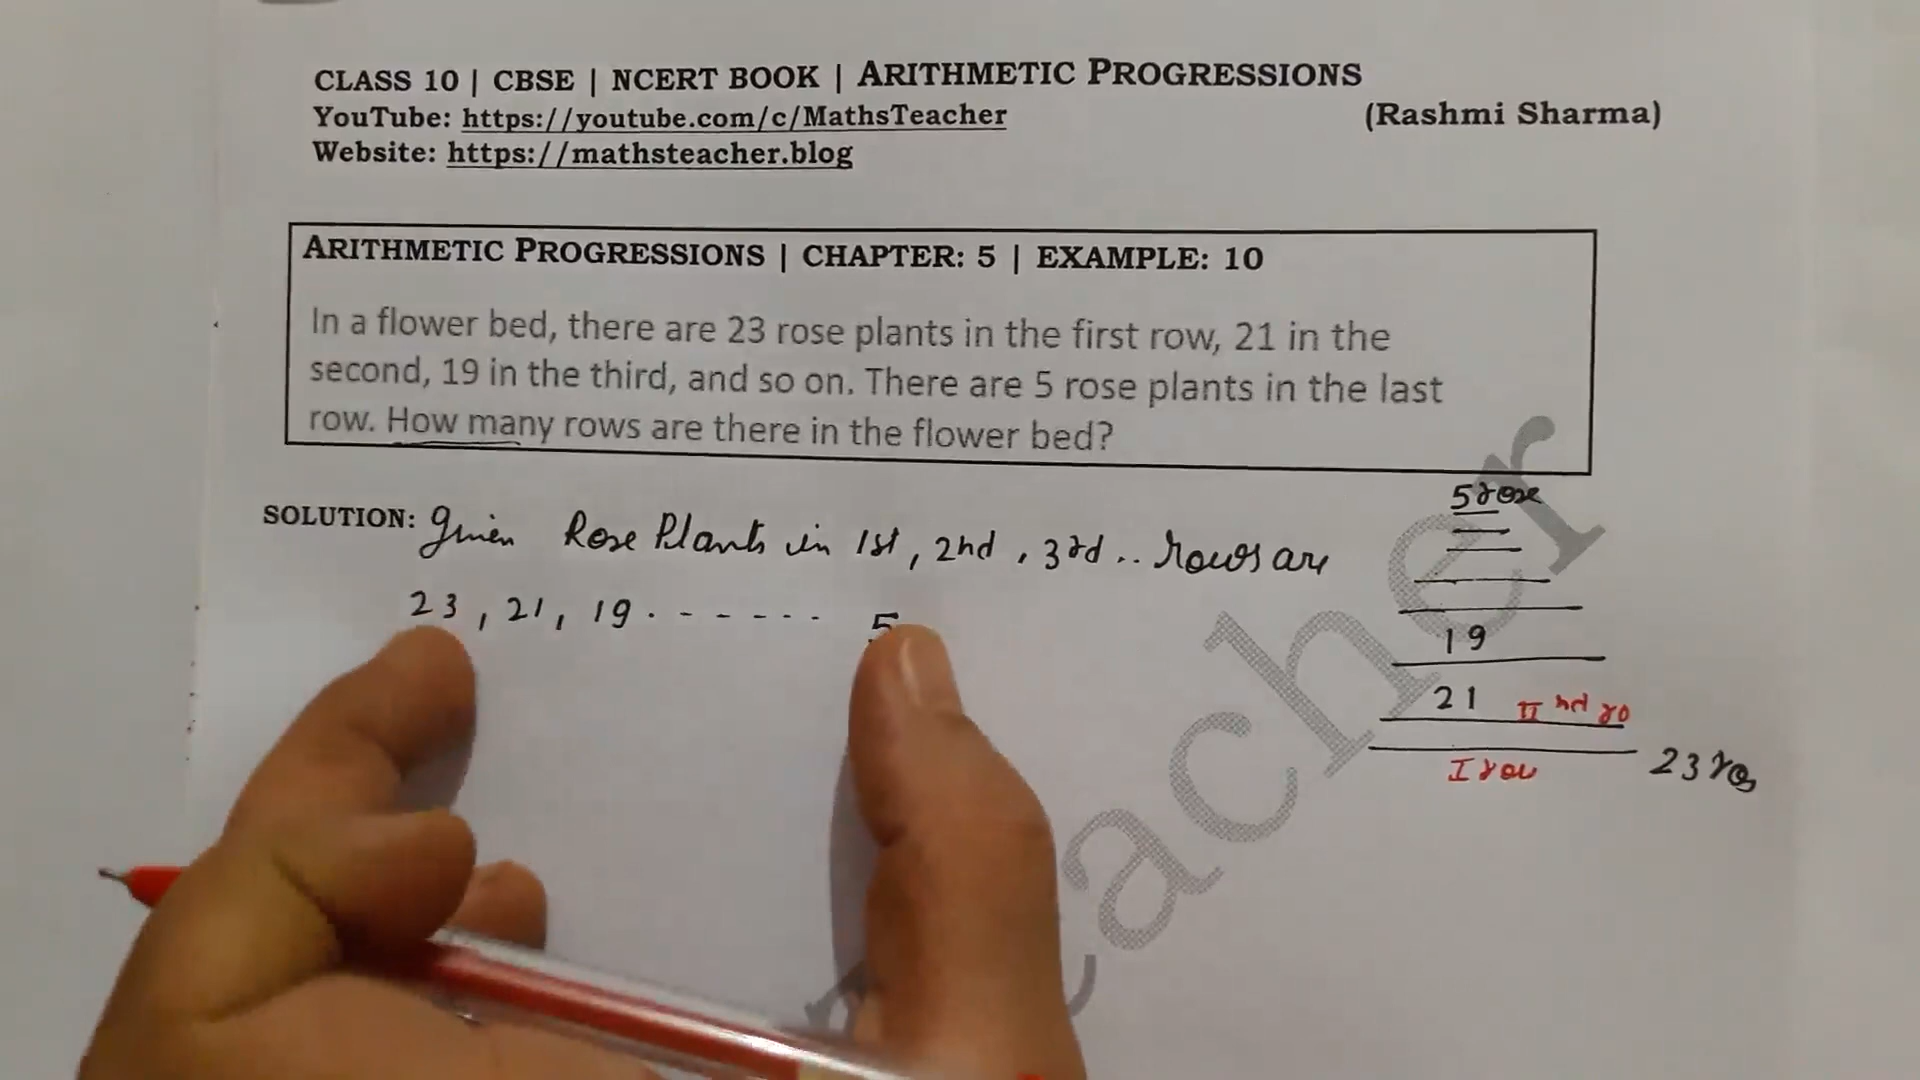 CLASS 10 | CBSE | NCERT BOOK | ARITHMETIC PROGRESSIONS
YouTube: https://youtube.com/c/MathsTeacher (Rashmi Sharma)
Website: https://mathsteacher.blog
ARITHMETIC PROGRESSIONS | CHAPTER: 5 | EXAMPLE: 10
In a flower bed, there are 23 rose plants in the first row, 21 in the
second, 19 in the third, and so on. There are 5 rose plants in the last
row. How many rows are there in the flower bed?
SOLUTION: Given Rose Plants in 1st, 2nd, 3rd.. rows are
23, 21, 19. - - - - . . 5
5 rose
19
21 II nd ro
I row
23 ro
acher